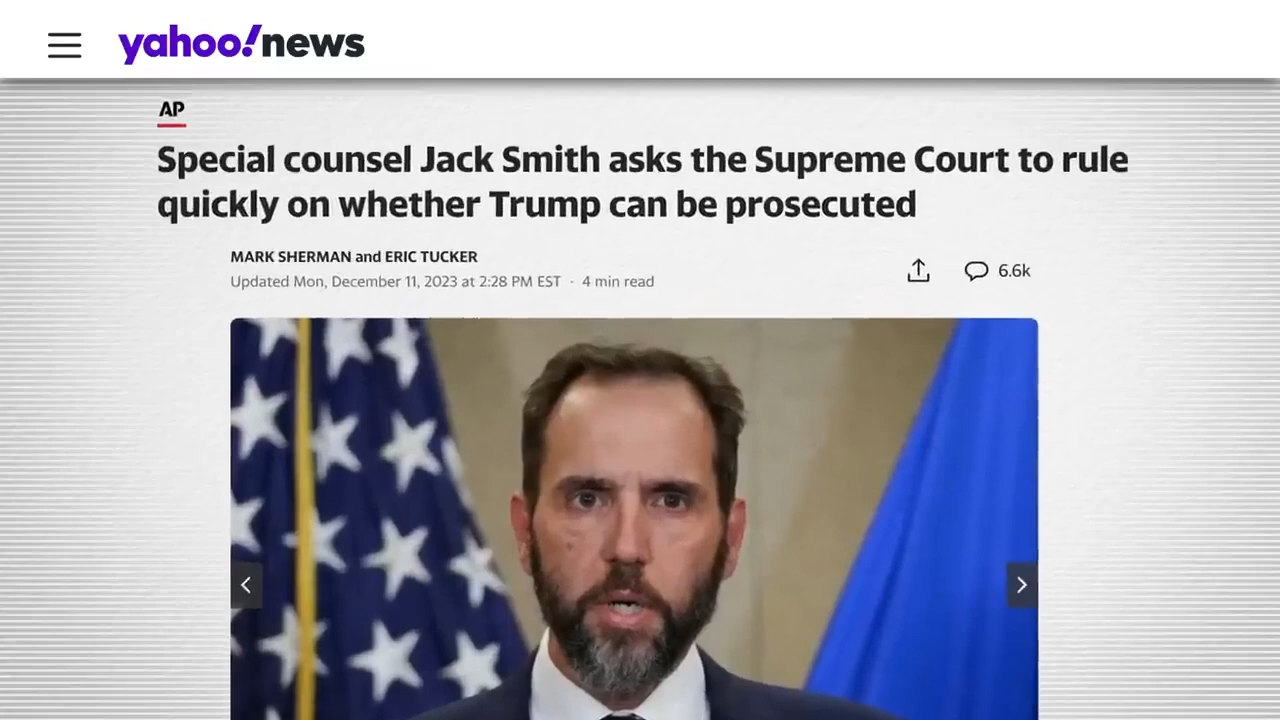 yahoo!news
AP
Special counsel Jack Smith asks the Supreme Court to rule
quickly on whether Trump can be prosecuted
MARK SHERMAN and ERIC TUCKER
Updated Mon, December 11, 2023 at 2:28 PM EST · 4 min read
6.6k